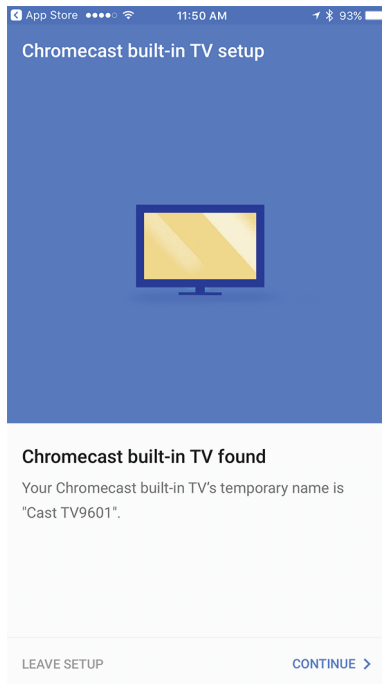 App Store 11:50 AM 93%
Chromecast built-in TV setup
Chromecast built-in TV found
Your Chromecast built-in TV's temporary name is
"Cast TV9601".
LEAVE SETUP CONTINUE